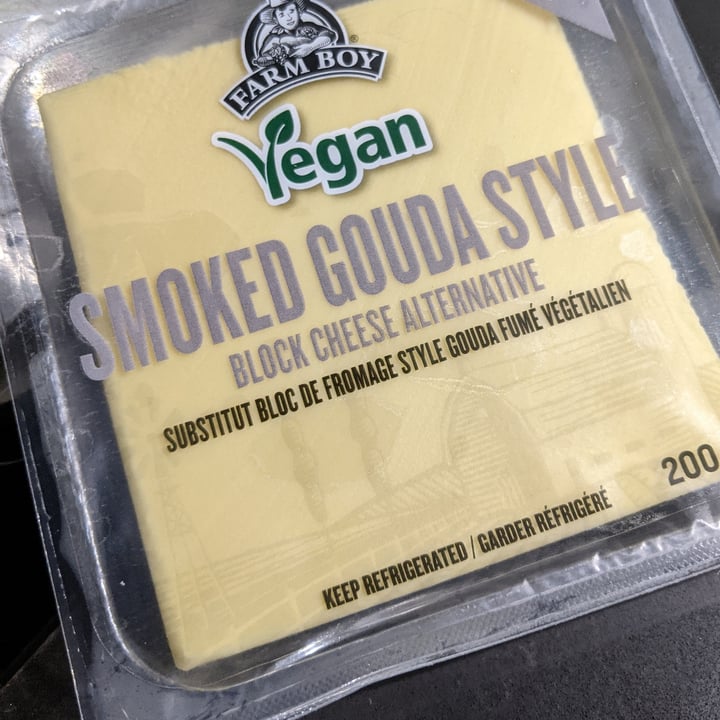 FARM BOY®
Vegan
SMOKED GOUDA STYLE
BLOCK CHEESE ALTERNATIVE
SUBSTITUT BLOC DE FROMAGE STYLE GOUDA FUMÉ VÉGÉTALIEN
200
KEEP REFRIGERATED / GARDER RÉFRIGÉRÉ